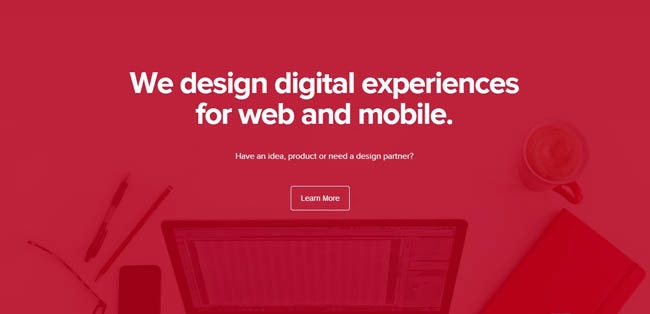 We design digital experiences
for web and mobile.
Have an idea, product or need a design partner?
Learn More